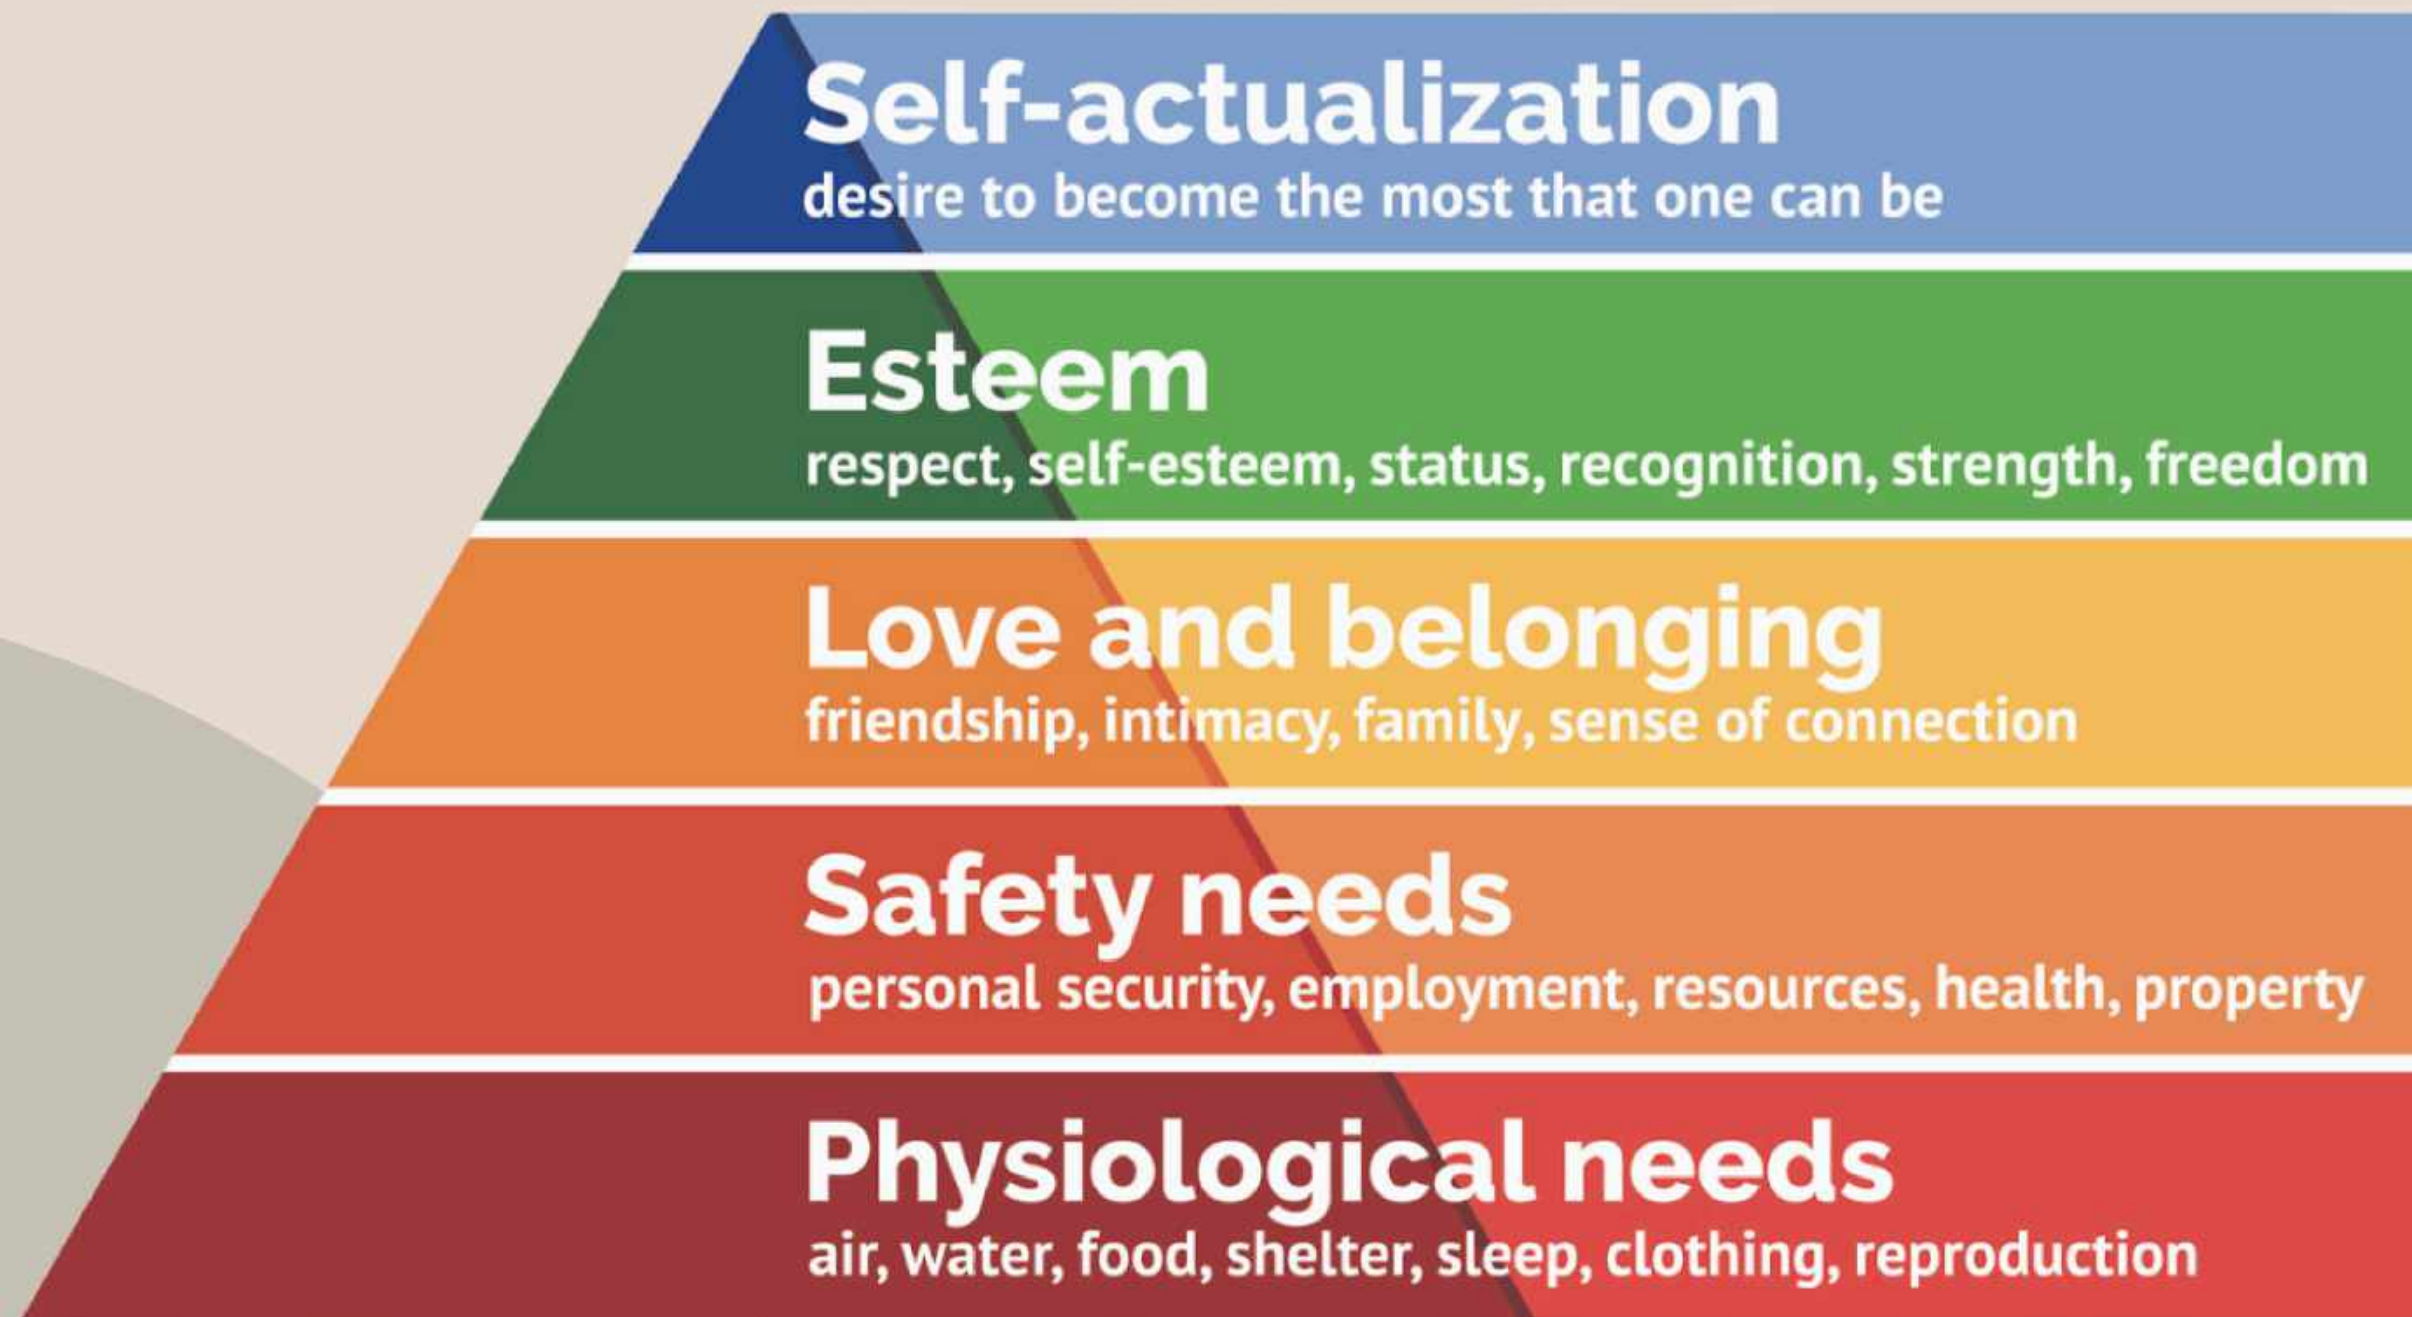 Self-actualization
desire to become the most that one can be
Esteem
respect, self-esteem, status, recognition, strength, freedom
Love and belonging
friendship, intimacy, family, sense of connection
Safety needs
personal security, employment, resources, health, property
Physiological needs
air, water, food, shelter, sleep, clothing, reproduction